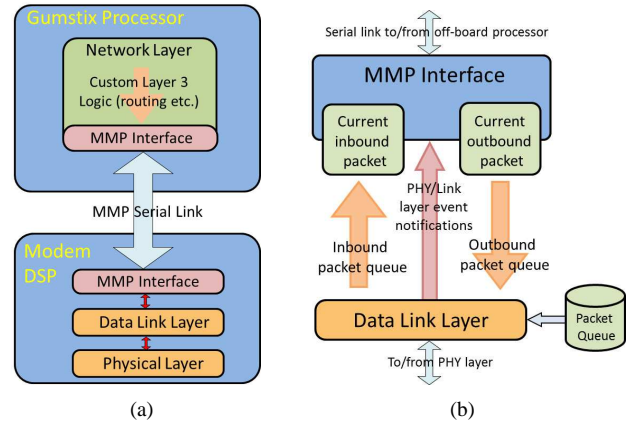 Gumstix Processor
Network Layer
Custom Layer 3
Logic (routing etc.)
MMP Interface
MMP Serial Link
Modem
DSP
MMP Interface
Data Link Layer
Physical Layer
(a)
Serial link to/from off-board processor
MMP Interface
Current
inbound
packet
Current
outbound
packet
PHY/Link
layer event
notifications
Inbound
packet queue
Outbound
packet queue
Data Link Layer
Packet
Queue
To/from PHY layer
(b)